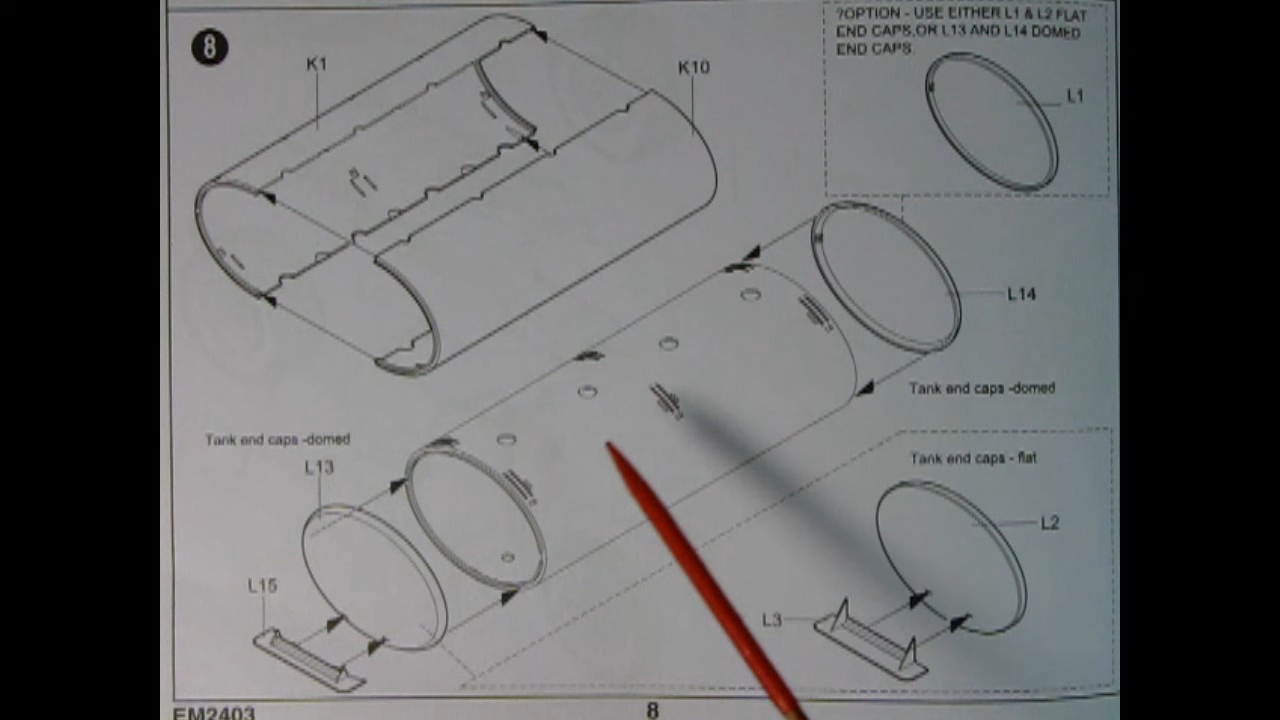 8
K1
K10
?OPTION - USE EITHER L1 & L2 FLAT
END CAPS,OR L13 AND L14 DOMED
END CAPS.
L1
L14
Tank end caps -domed
Tank end caps -domed
L13
Tank end caps - flat
L2
L15
L3
EM2403
8